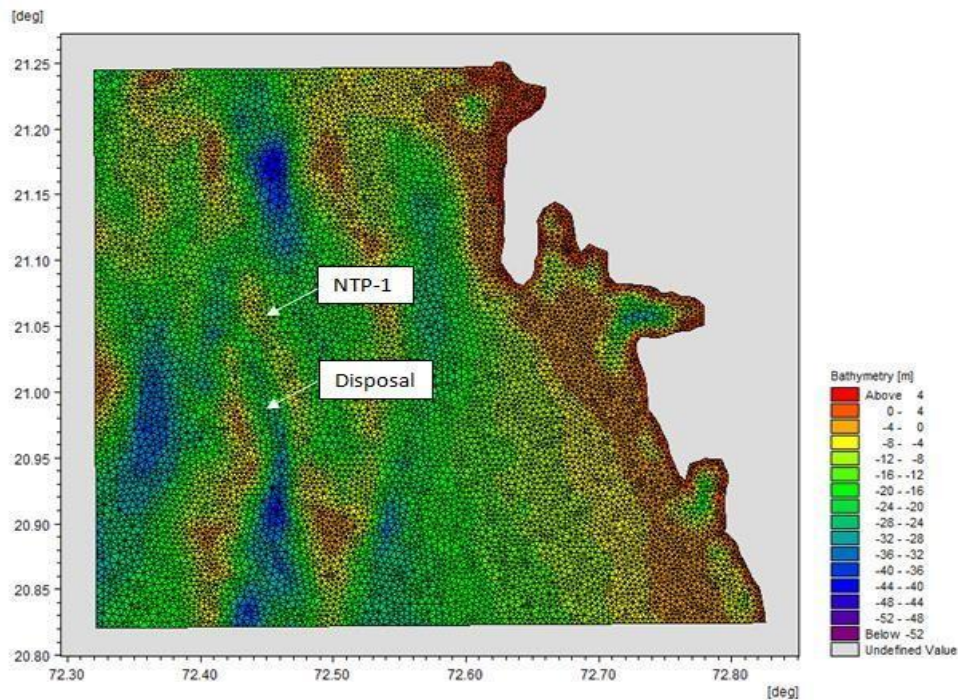 [deg]
21.25
21.20
21.15
21.10
NTP-1
21.05
Disposal
21.00
20.95
20.90
20.85
20.80
72.30 72.40 72.50 72.60 72.70 72.80
[deg]
Bathymetry [m]
Above 4
0 - 4
-4 - 0
-8 - -4
-12 - -8
-16 - -12
-20 - -16
-24 - -20
-28 - -24
-32 - -28
-36 - -32
-40 - -36
-44 - -40
-48 - -44
-52 - -48
Below -52
Undefined Value